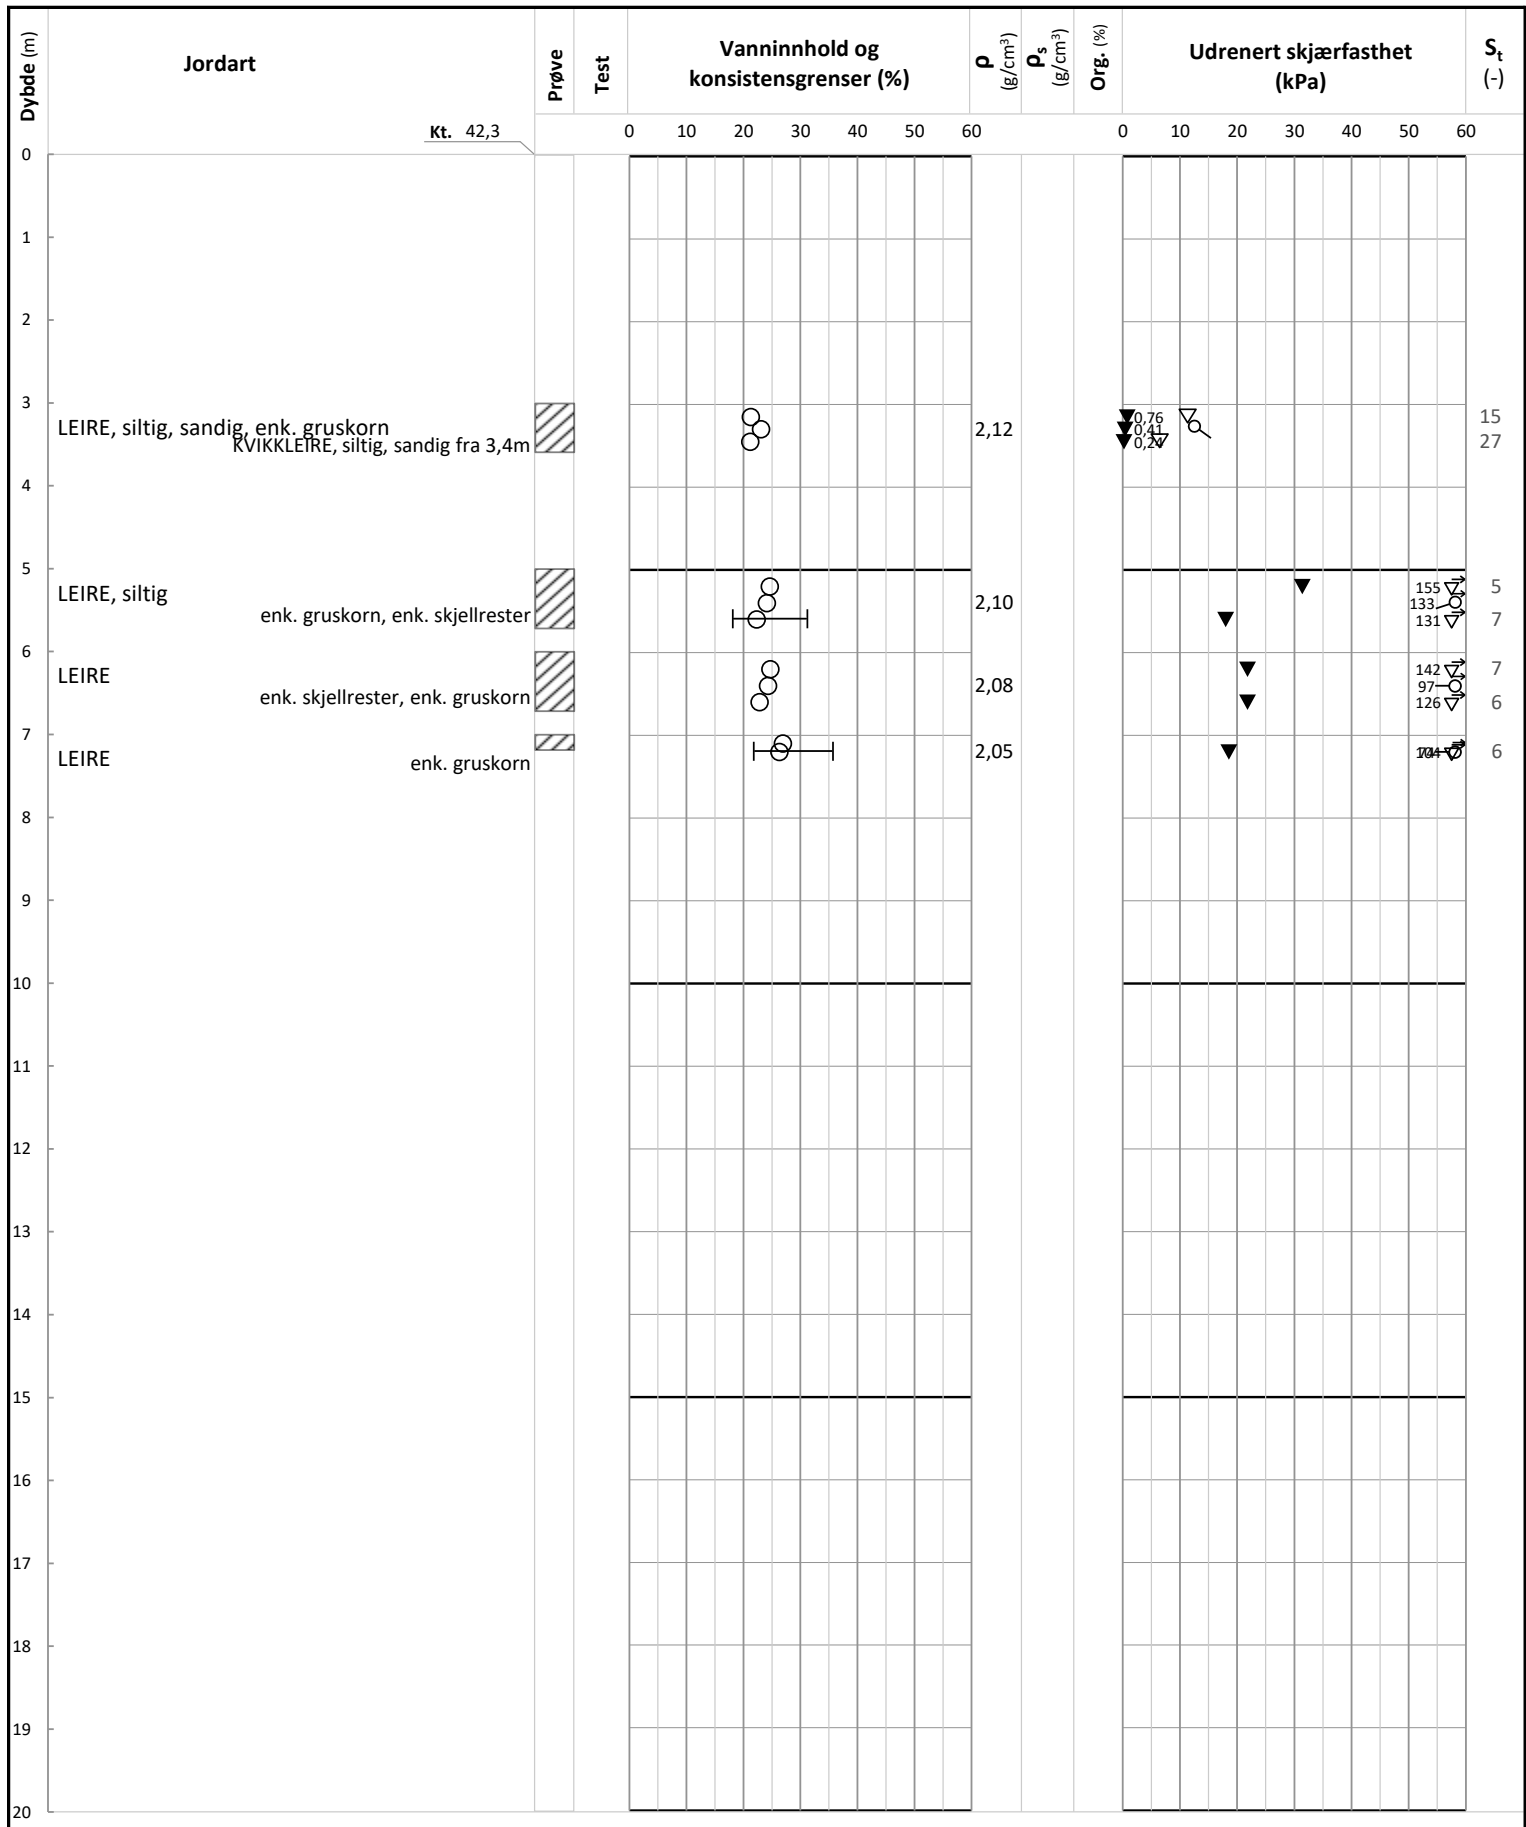 Dybde (m)
Jordart
Prøve
Test
Vanninnhold og
konsistensgrenser (%)
ρ
(g/cm³)
ρs
(g/cm³)
Org. (%)
Udrenert skjærfasthet
(kPa)
St
(-)
Kt. 42,3
0 10 20 30 40 50 60
0 10 20 30 40 50 60
0
1
2
3
LEIRE, siltig, sandig, enk. gruskorn
KVIKKLEIRE, siltig, sandig fra 3,4m
2,12
0,76
0,41
0,24
15
27
4
5
LEIRE, siltig
enk. gruskorn, enk. skjellrester
2,10
155
133
131
5
7
6
LEIRE
enk. skjellrester, enk. gruskorn
2,08
142
97
126
7
6
7
LEIRE
enk. gruskorn
2,05
6
8
9
10
11
12
13
14
15
16
17
18
19
20